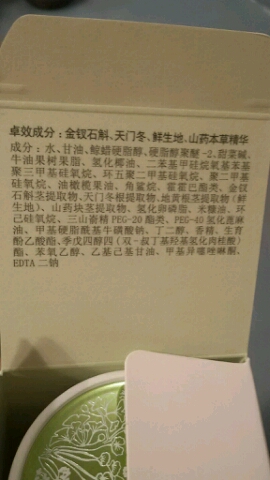 卓效成分：金钗石斛、天门冬、鲜生地、山药本草精华
成分：水、甘油、鲸蜡硬脂醇、硬脂醇聚醚-2、甜菜碱、
牛油果树果脂、氢化椰油、二苯基甲硅烷氧基苯基
聚三甲基硅氧烷、环五聚二甲基硅氧烷、聚二甲基
硅氧烷、油橄榄果油、角鲨烷、霍霍巴酯类、金钗
石斛茎提取物、天门冬根提取物、地黄根茎提取物（鲜
生地）、山药块茎提取物、氢化卵磷脂、米糠油、环
己硅氧烷、三山嵛精 PEG-20 酯类、PEG-40 氢化蓖麻
油、甲基硬脂酰基牛磺酸钠、丁二醇、香精、生育
酚乙酸酯、季戊四醇四（双-叔丁基羟基氢化肉桂酸）
酯、苯氧乙醇、乙基己基甘油、甲基异噻唑啉酮、
EDTA 二钠